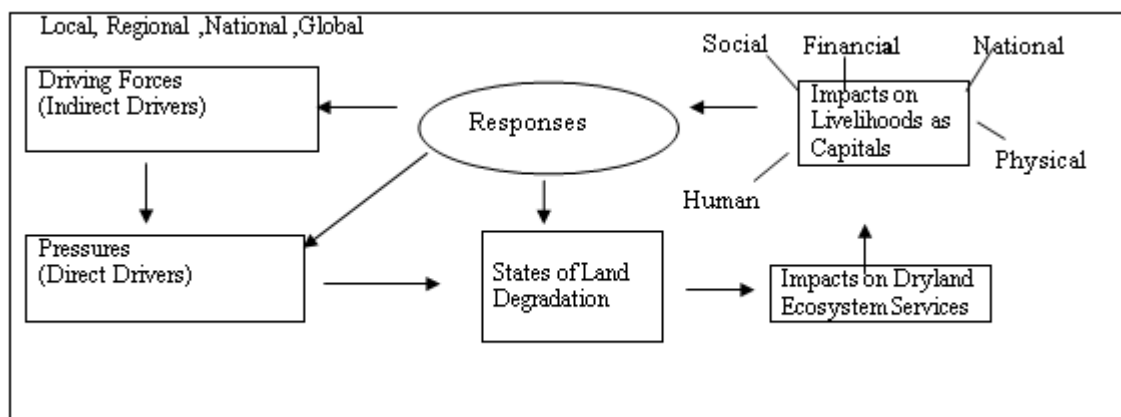 Local, Regional ,National ,Global
Social
Financial
National
Driving Forces
(Indirect Drivers)
Responses
Impacts on
Livelihoods as
Capitals
Physical
Human
Pressures
(Direct Drivers)
States of Land
Degradation
Impacts on Dryland
Ecosystem Services